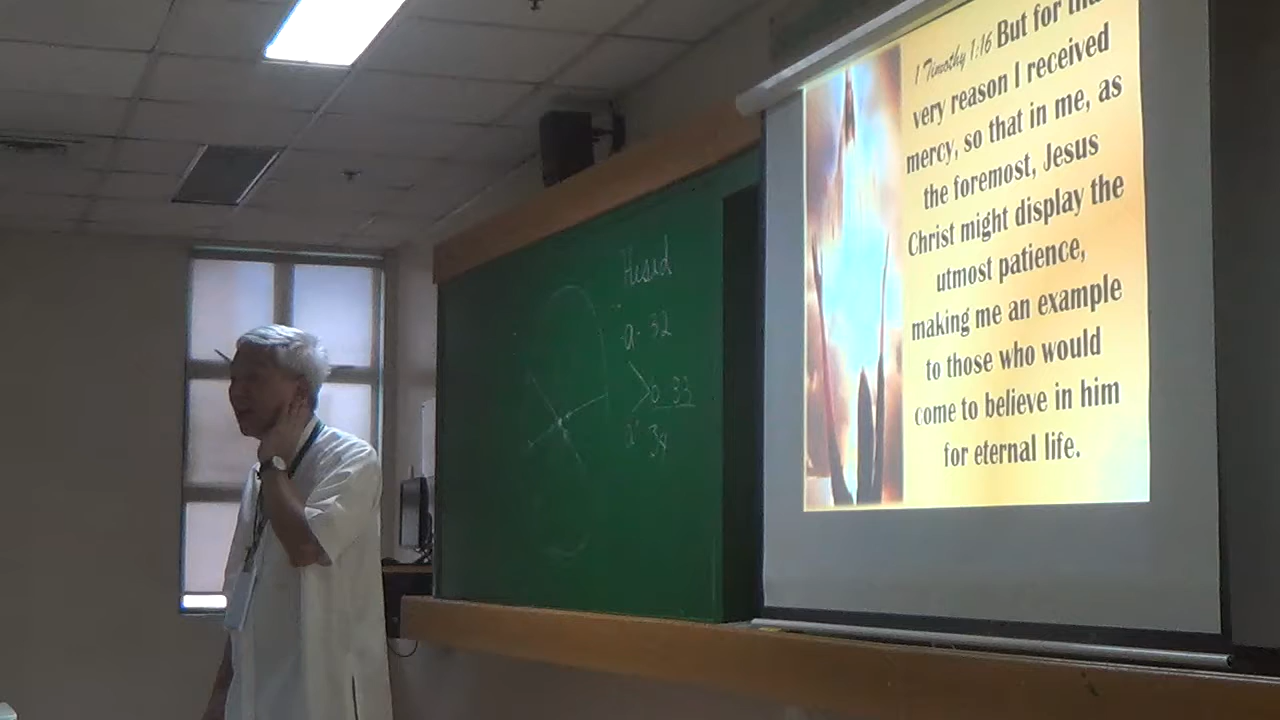 Hesed
a. 32
b 33
a' 34
1 Timothy 1:16 But for that
very reason I received
mercy, so that in me, as
the foremost, Jesus
Christ might display the
utmost patience,
making me an example
to those who would
come to believe in him
for eternal life.